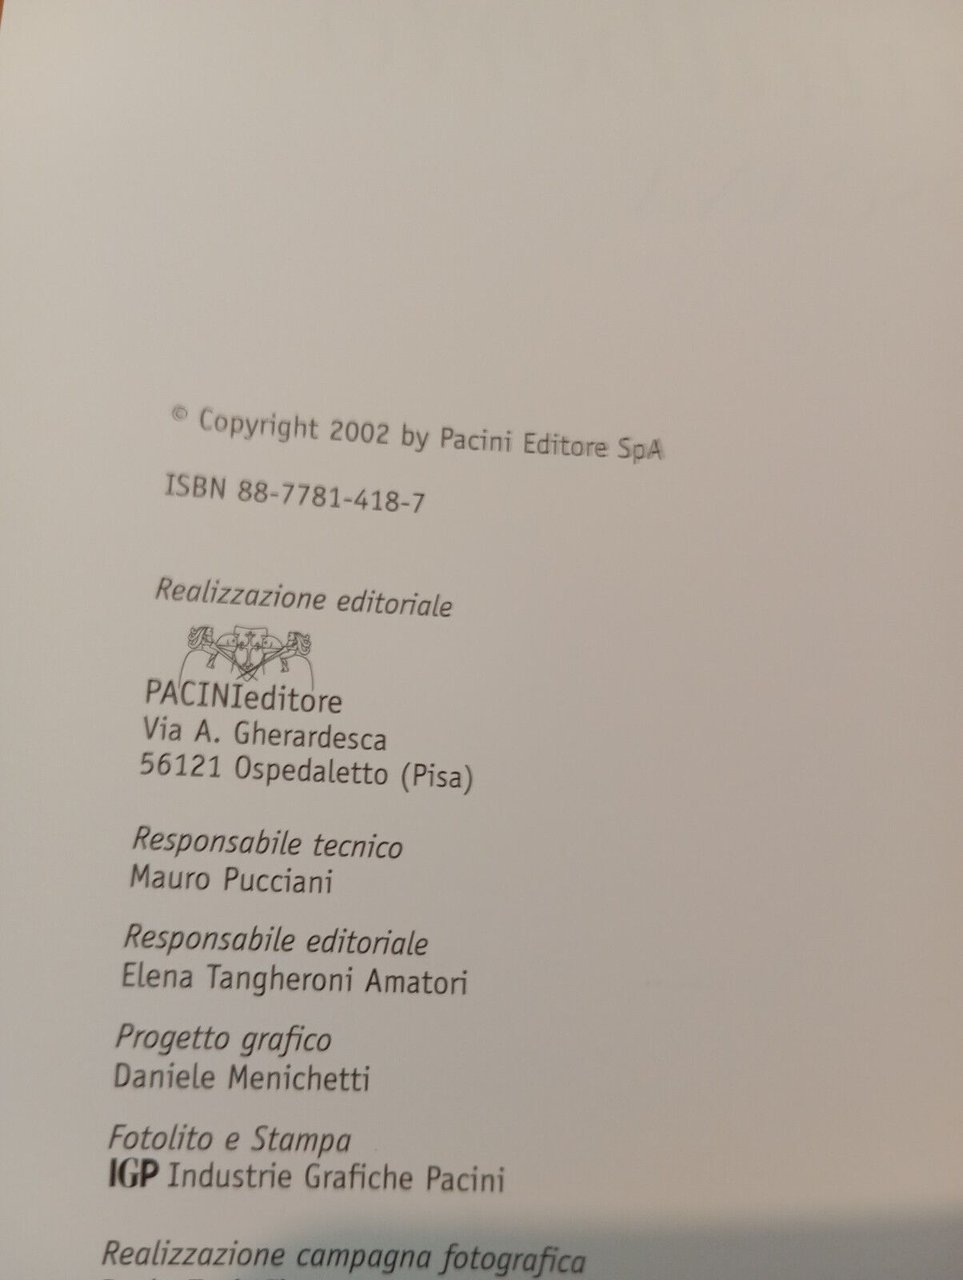 © Copyright 2002 by Pacini Editore SpA
ISBN 88-7781-418-7
Realizzazione editoriale
PACINIeditore
Via A. Gherardesca
56121 Ospedaletto (Pisa)
Responsabile tecnico
Mauro Pucciani
Responsabile editoriale
Elena Tangheroni Amatori
Progetto grafico
Daniele Menichetti
Fotolito e Stampa
IGP Industrie Grafiche Pacini
Realizzazione campagna fotografica